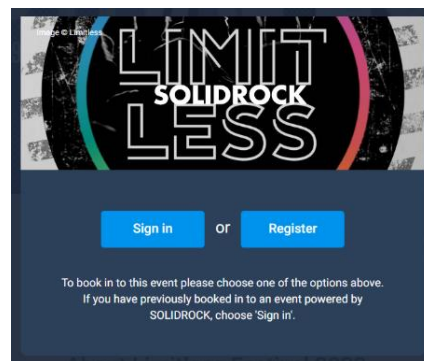 Image © Limitless
LIMIT
SOLIDROCK
LESS
Sign in or Register
To book in to this event please choose one of the options above.
If you have previously booked in to an event powered by
SOLIDROCK, choose 'Sign in'.